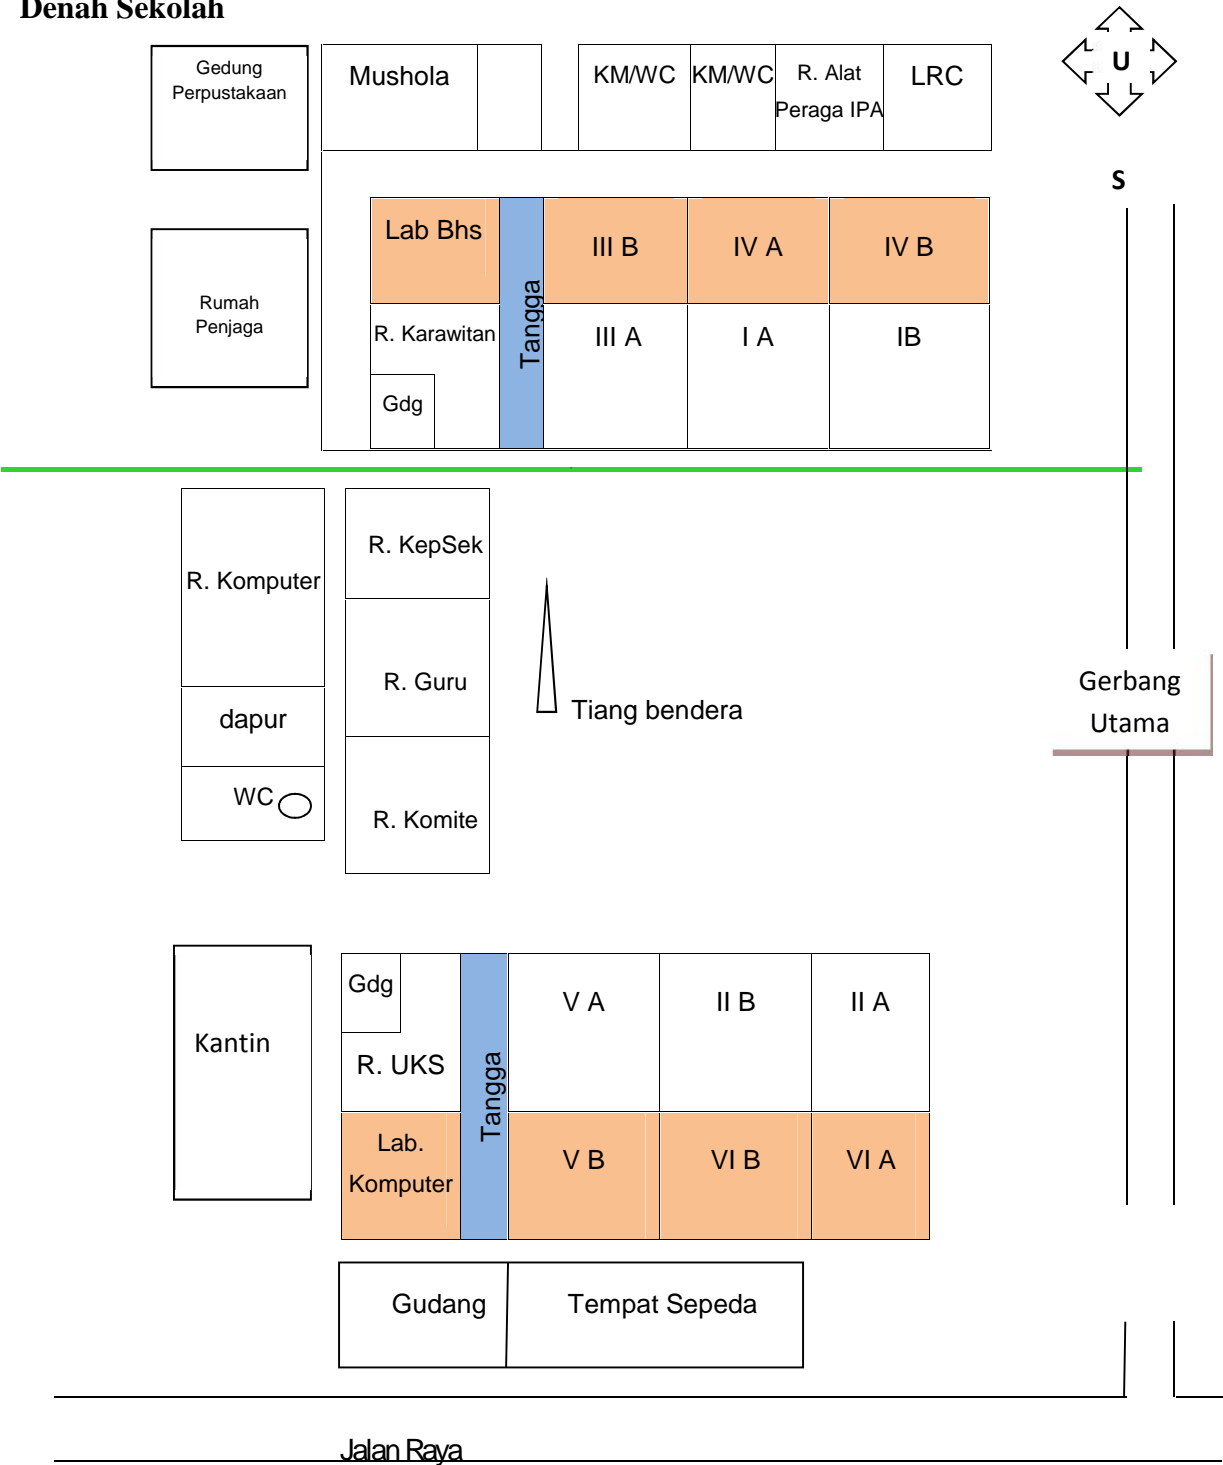 Denah Sekolah
Gedung
Perpustakaan
Mushola
KM/WC
KM/WC
R. Alat
Peraga IPA
LRC
U
S
Lab Bhs
Tangga
III B
IV A
IV B
Rumah
Penjaga
R. Karawitan
III A
I A
IB
Gdg
R. KepSek
R. Komputer
R. Guru
dapur
Tiang bendera
Gerbang
Utama
WC
R. Komite
Gdg
V A
II B
II A
Kantin
R. UKS
Tangga
Lab.
Komputer
V B
VI B
VI A
Gudang
Tempat Sepeda
Jalan Raya